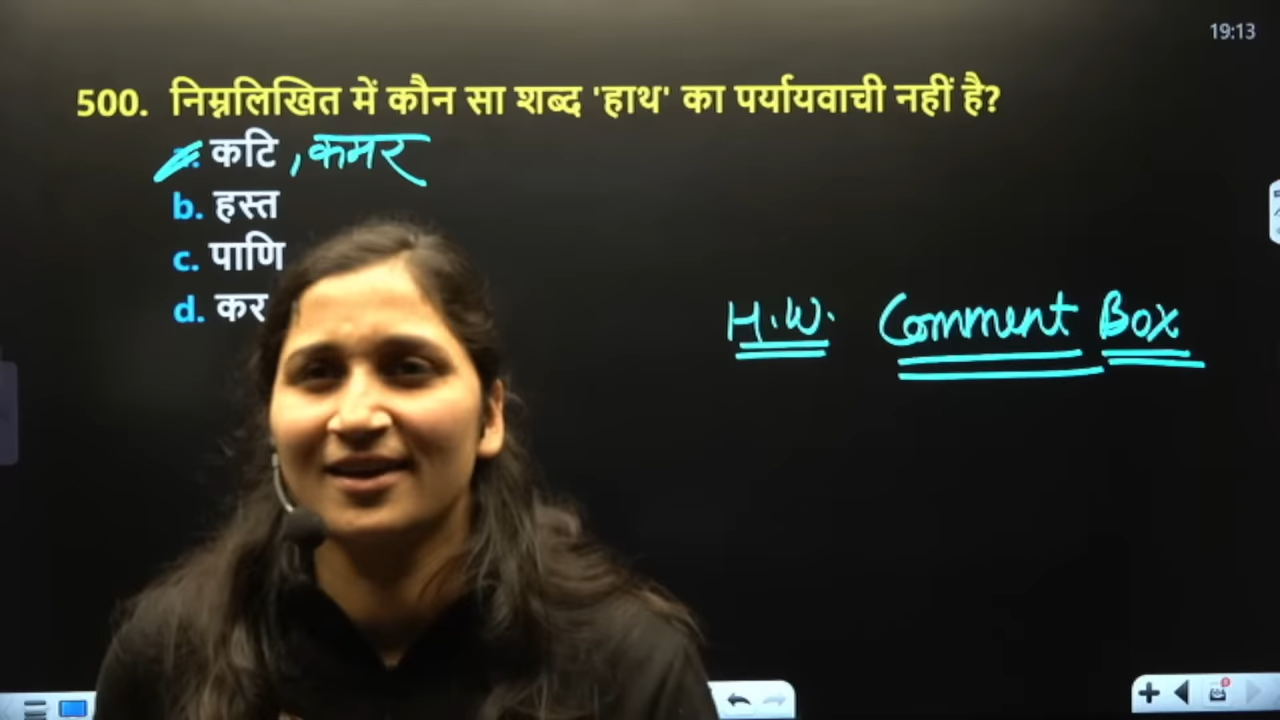 19:13
500. निम्नलिखित में कौन सा शब्द 'हाथ' का पर्यायवाची नहीं है?
a. कटि , कमर
b. हस्त
c. पाणि
d. कर
H.W. Comment Box